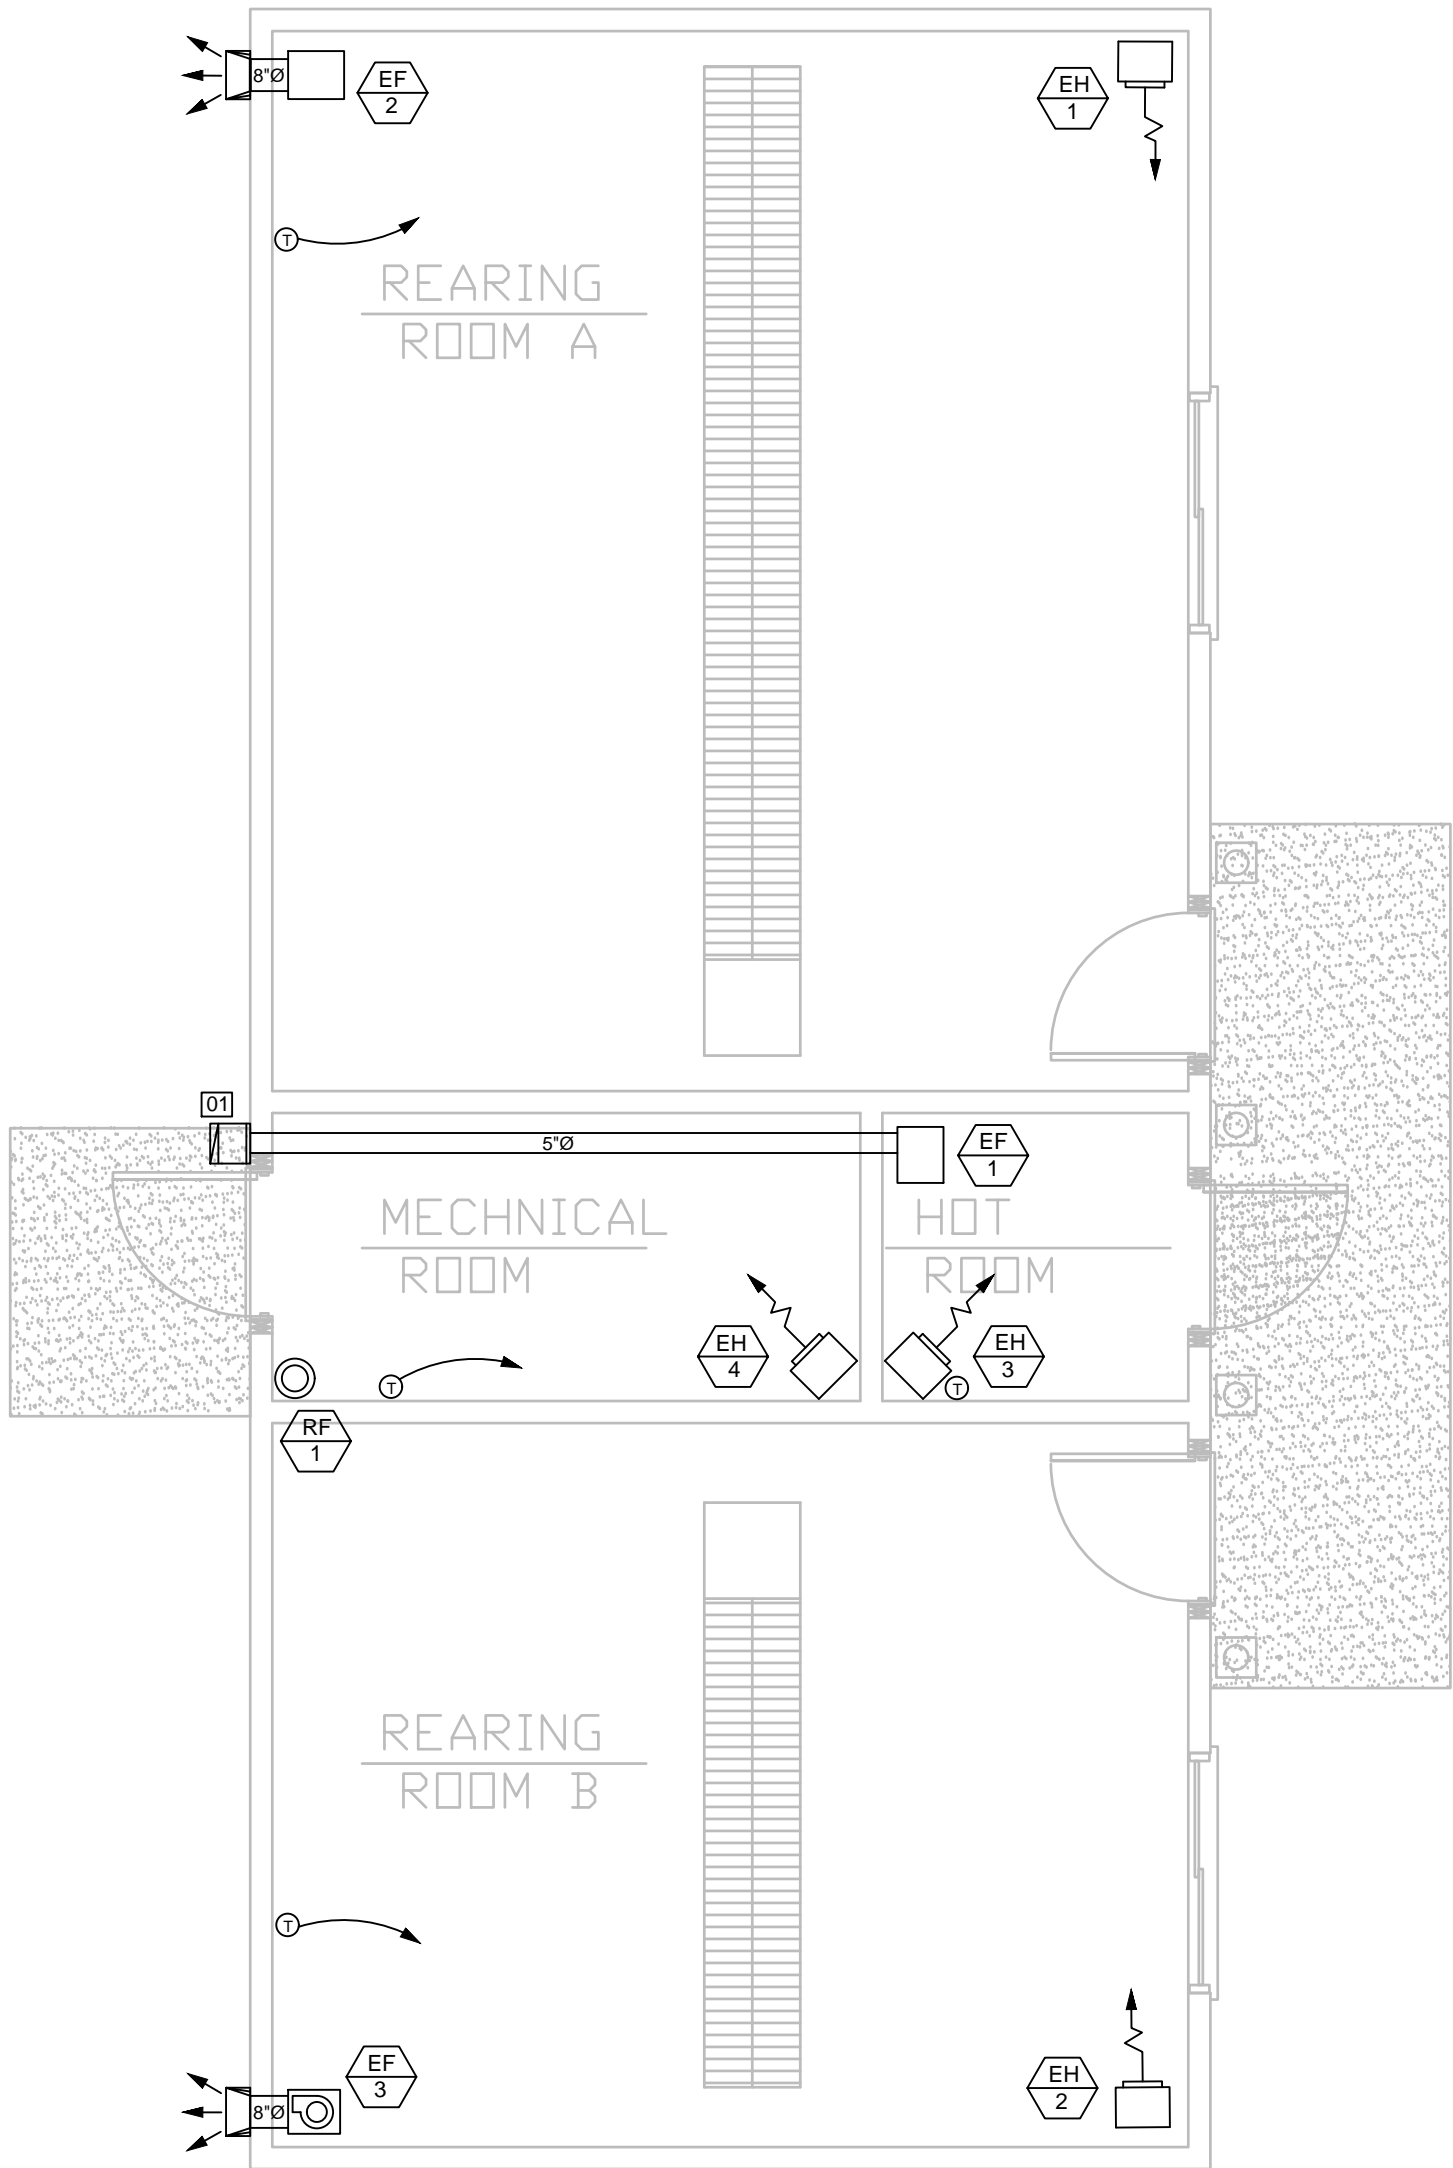 8"Ø
EF
2
EH
1
T
REARING
ROOM A
01
5"Ø
EF
1
MECHNICAL
ROOM
HOT
ROOM
EH
4
EH
3
T
T
RF
1
REARING
ROOM B
T
EF
3
8"Ø
EH
2